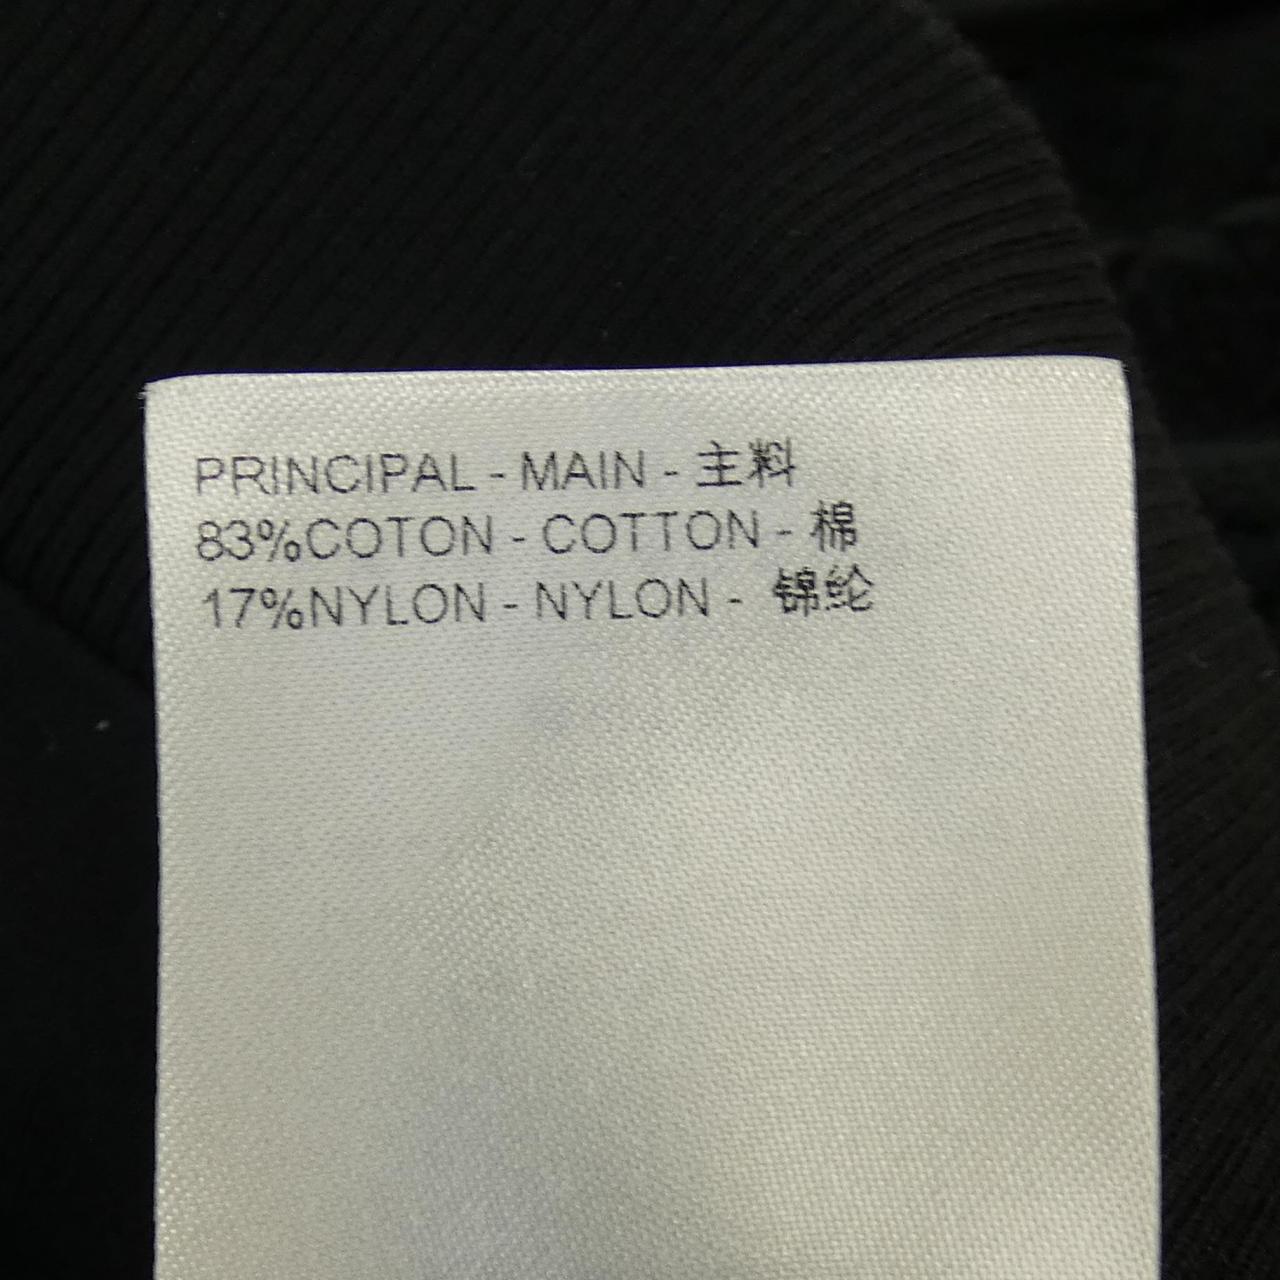 PRINCIPAL - MAIN - 主料
83%COTON - COTTON - 棉
17%NYLON - NYLON - 锦纶